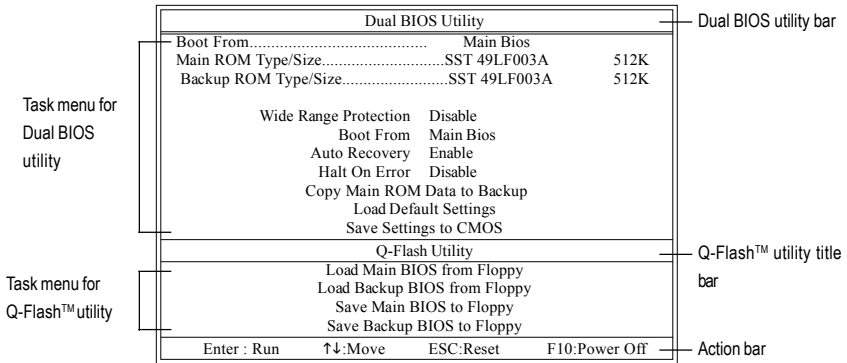 Dual BIOS Utility
Dual BIOS utility bar
Boot From........................................ Main Bios
Main ROM Type/Size.............................SST 49LF003A 512K
Backup ROM Type/Size.........................SST 49LF003A 512K
Task menu for
Dual BIOS
utility
Wide Range Protection Disable
Boot From Main Bios
Auto Recovery Enable
Halt On Error Disable
Copy Main ROM Data to Backup
Load Default Settings
Save Settings to CMOS
Q-Flash Utility
Q-Flash™ utility title
bar
Task menu for
Q-Flash™ utility
Load Main BIOS from Floppy
Load Backup BIOS from Floppy
Save Main BIOS to Floppy
Save Backup BIOS to Floppy
Enter : Run ↑↓:Move ESC:Reset F10:Power Off
Action bar